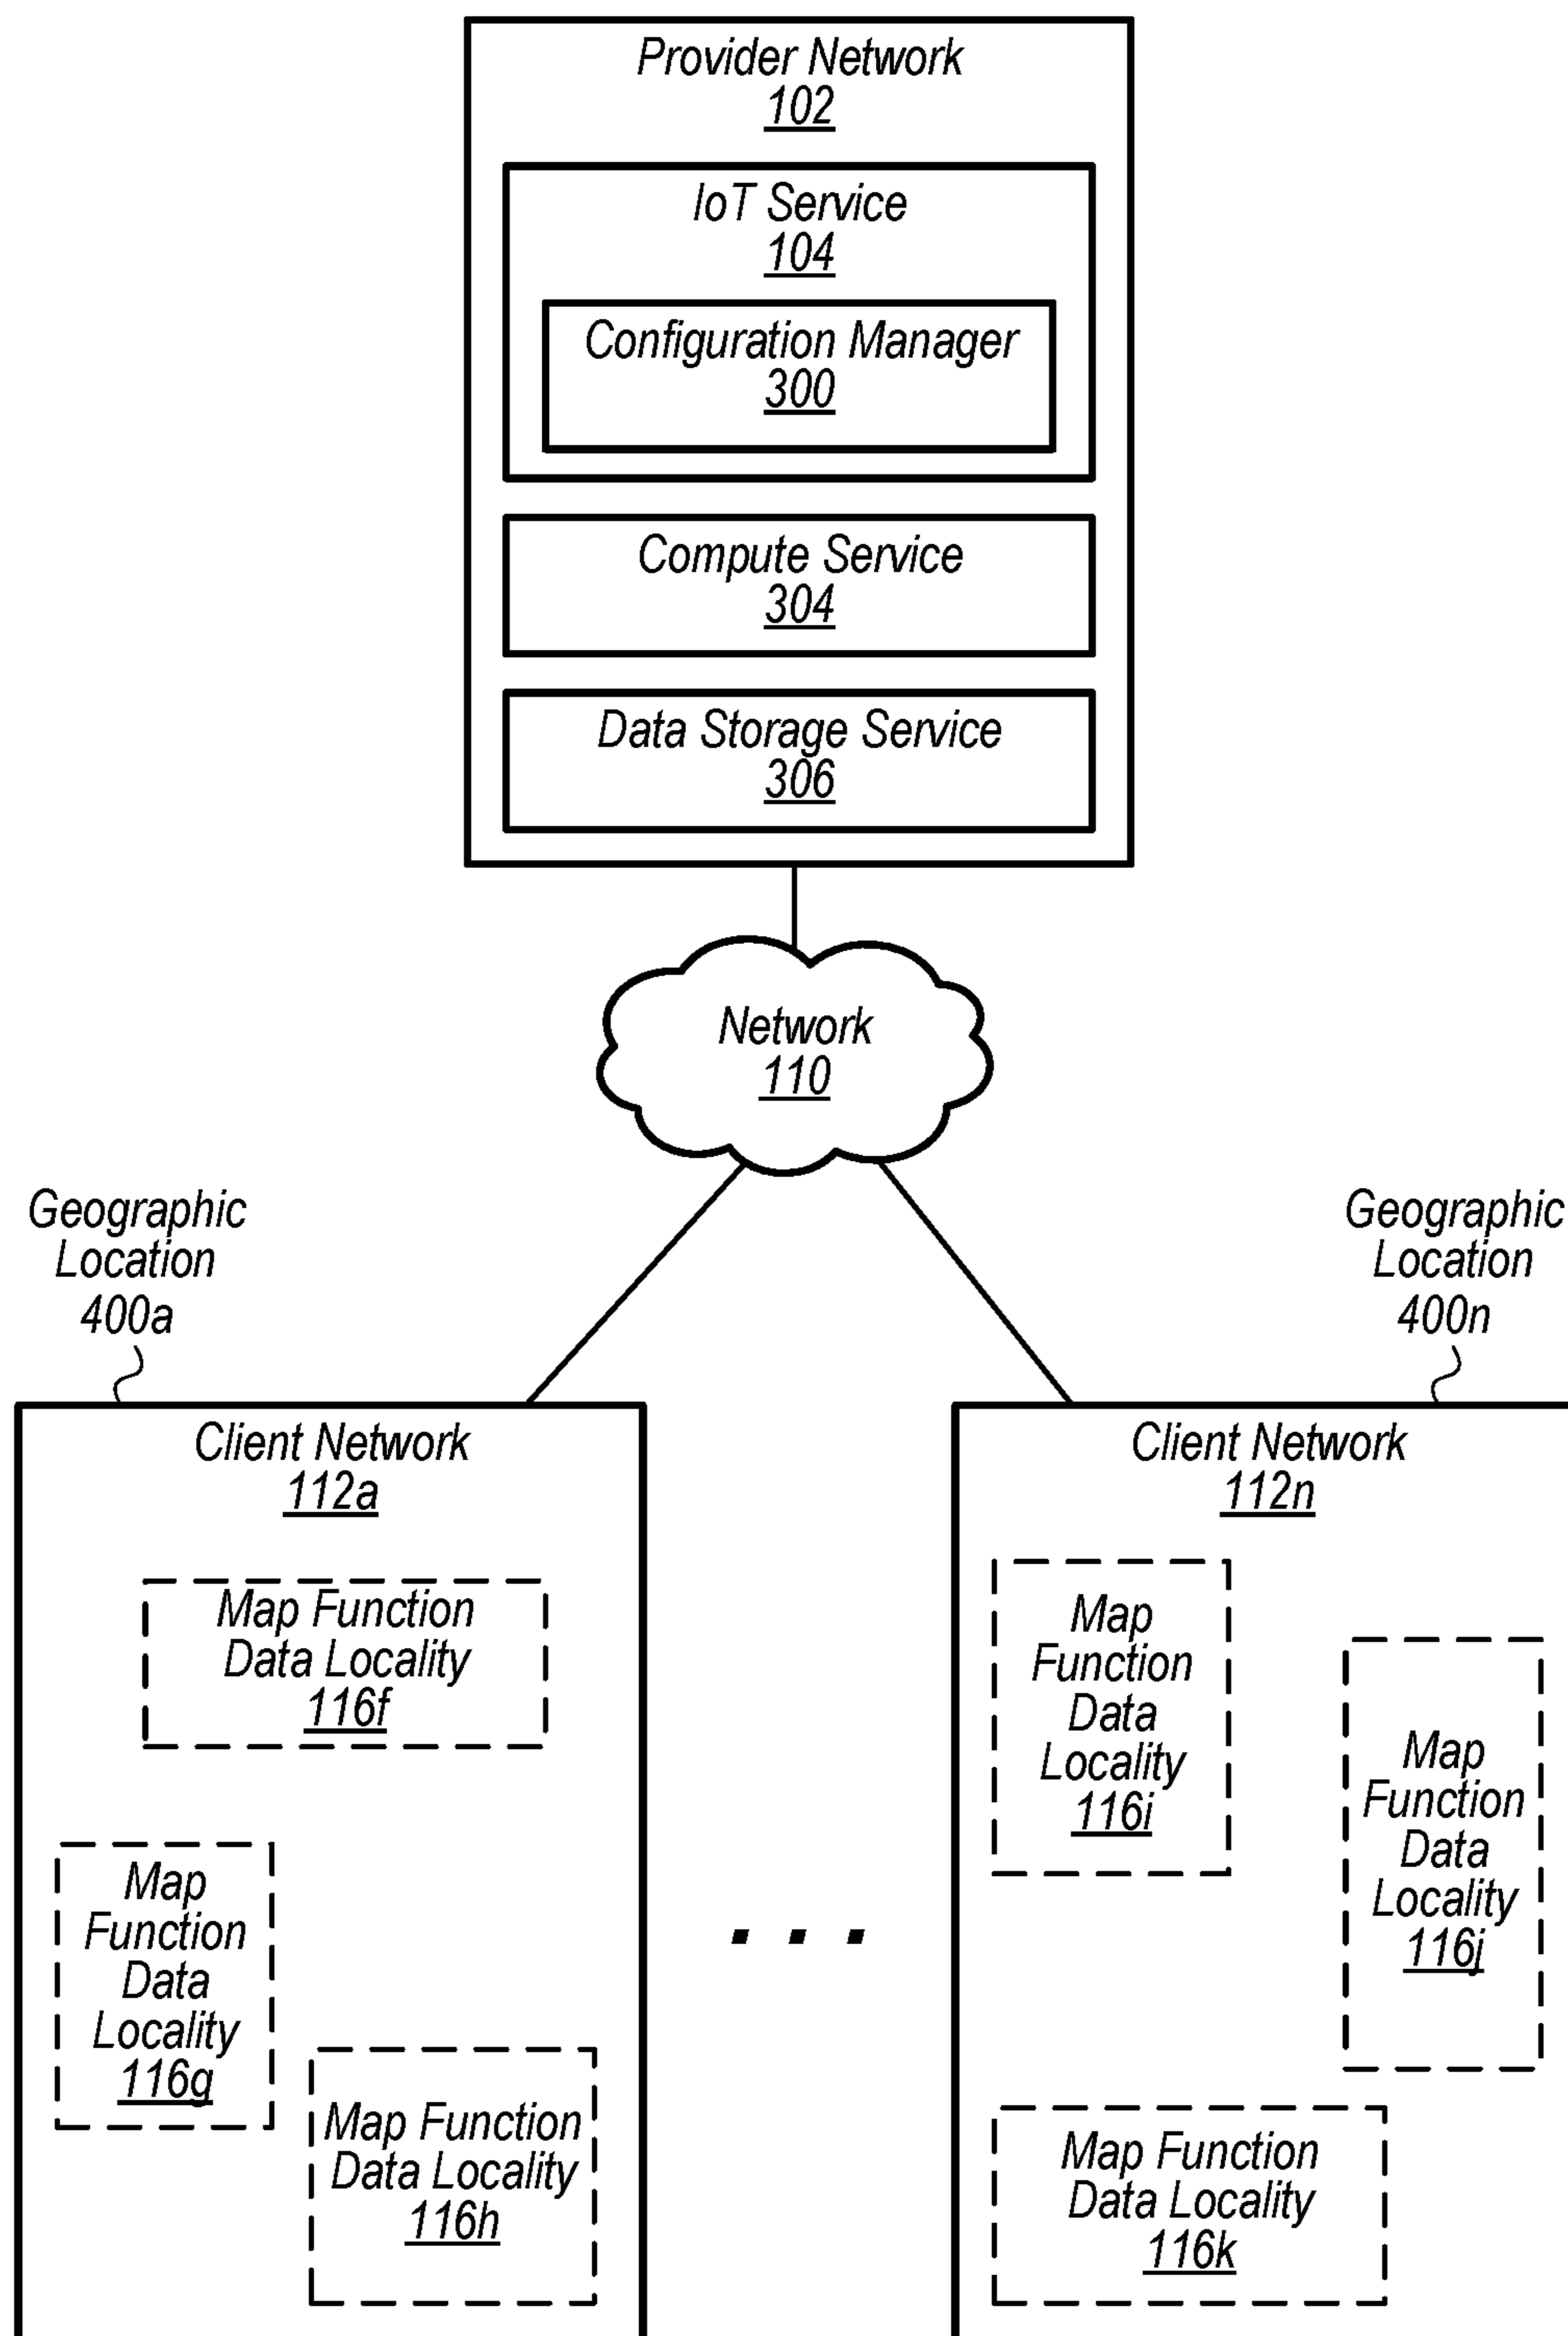 Provider Network
102
IoT Service
104
Configuration Manager
300
Compute Service
304
Data Storage Service
306
Network
110
Geographic
Location
400a
Geographic
Location
400n
Client Network
112a
Map Function
Data Locality
116f
Map
Function
Data
Locality
116g
Map Function
Data Locality
116h
. . .
Client Network
112n
Map
Function
Data
Locality
116i
Map
Function
Data
Locality
116j
Map Function
Data Locality
116k